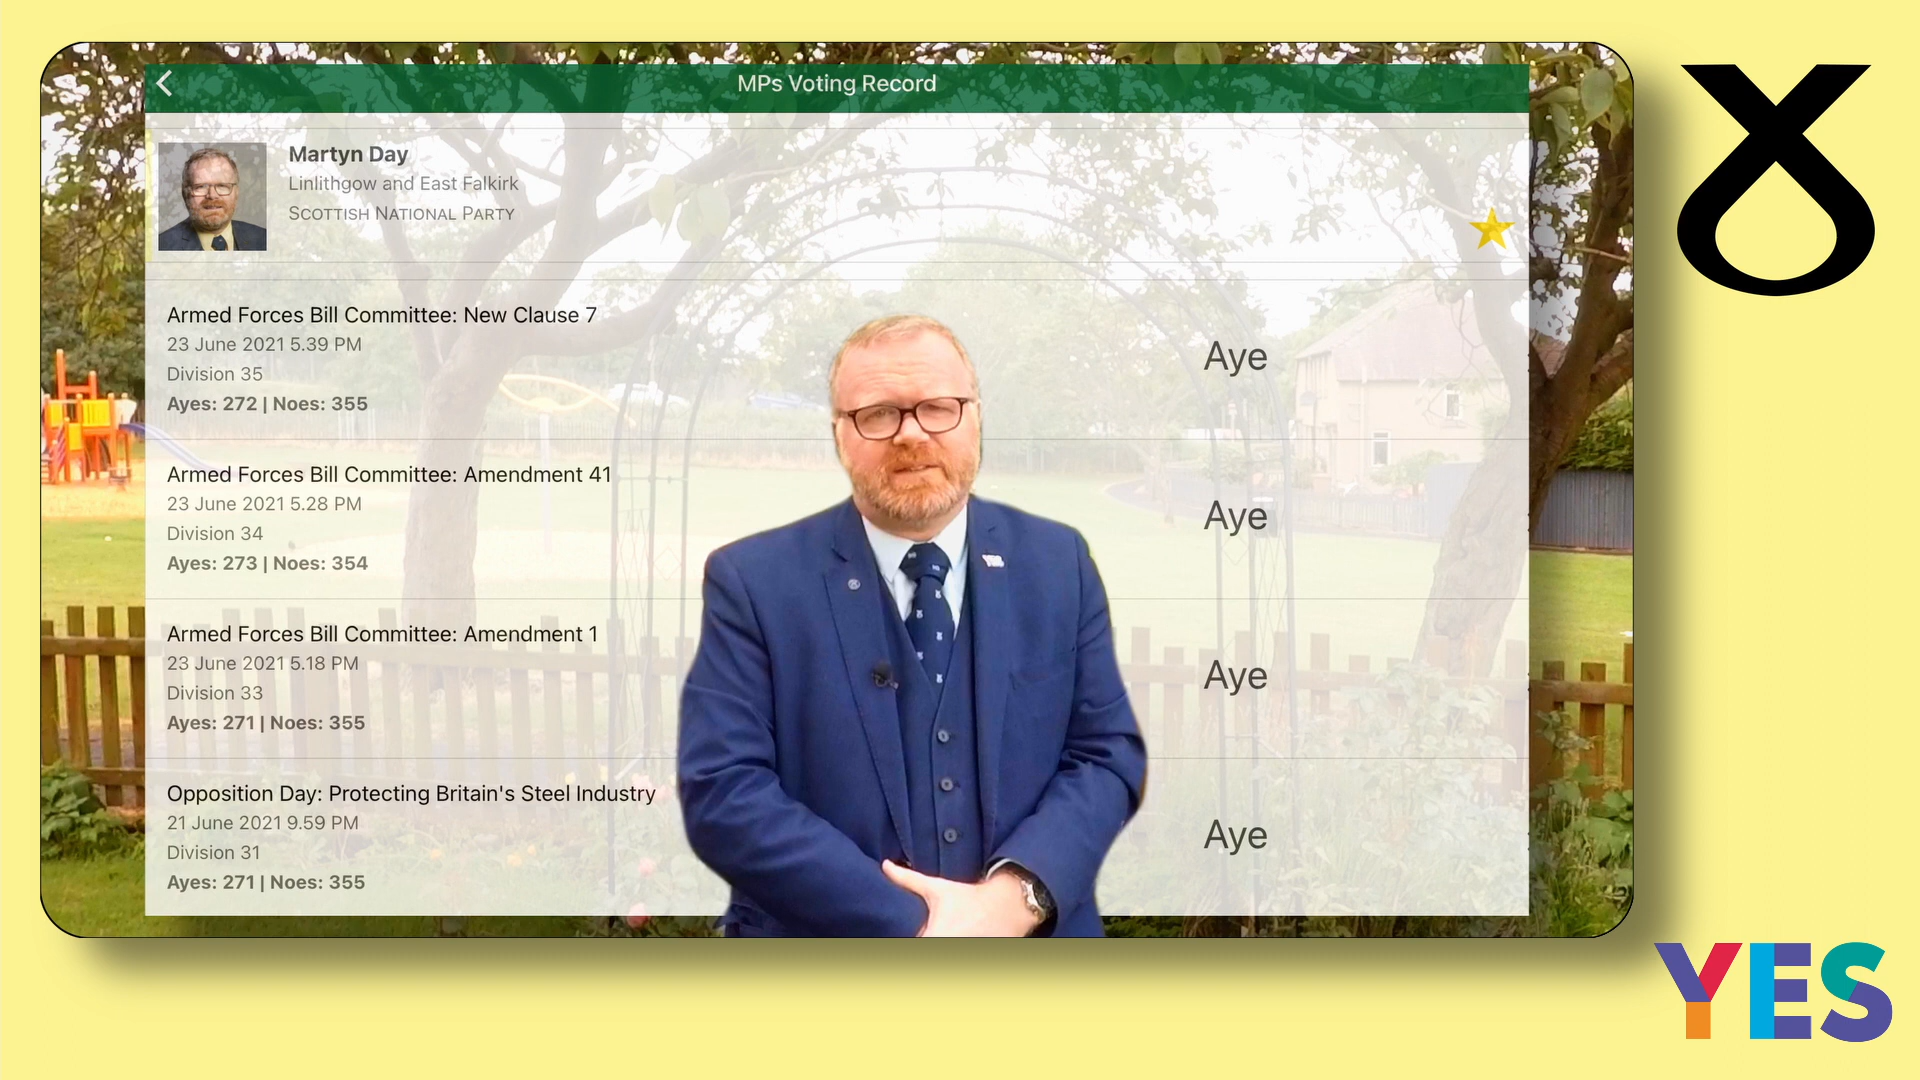 MPs Voting Record
Martyn Day
Linlithgow and East Falkirk
SCOTTISH NATIONAL PARTY
Armed Forces Bill Committee: New Clause 7
23 June 2021 5.39 PM
Division 35
Ayes: 272 | Noes: 355
Aye
Armed Forces Bill Committee: Amendment 41
23 June 2021 5.28 PM
Division 34
Ayes: 273 | Noes: 354
Aye
Armed Forces Bill Committee: Amendment 1
23 June 2021 5.18 PM
Division 33
Ayes: 271 | Noes: 355
Aye
Opposition Day: Protecting Britain's Steel Industry
21 June 2021 9.59 PM
Division 31
Ayes: 271 | Noes: 355
Aye
YES